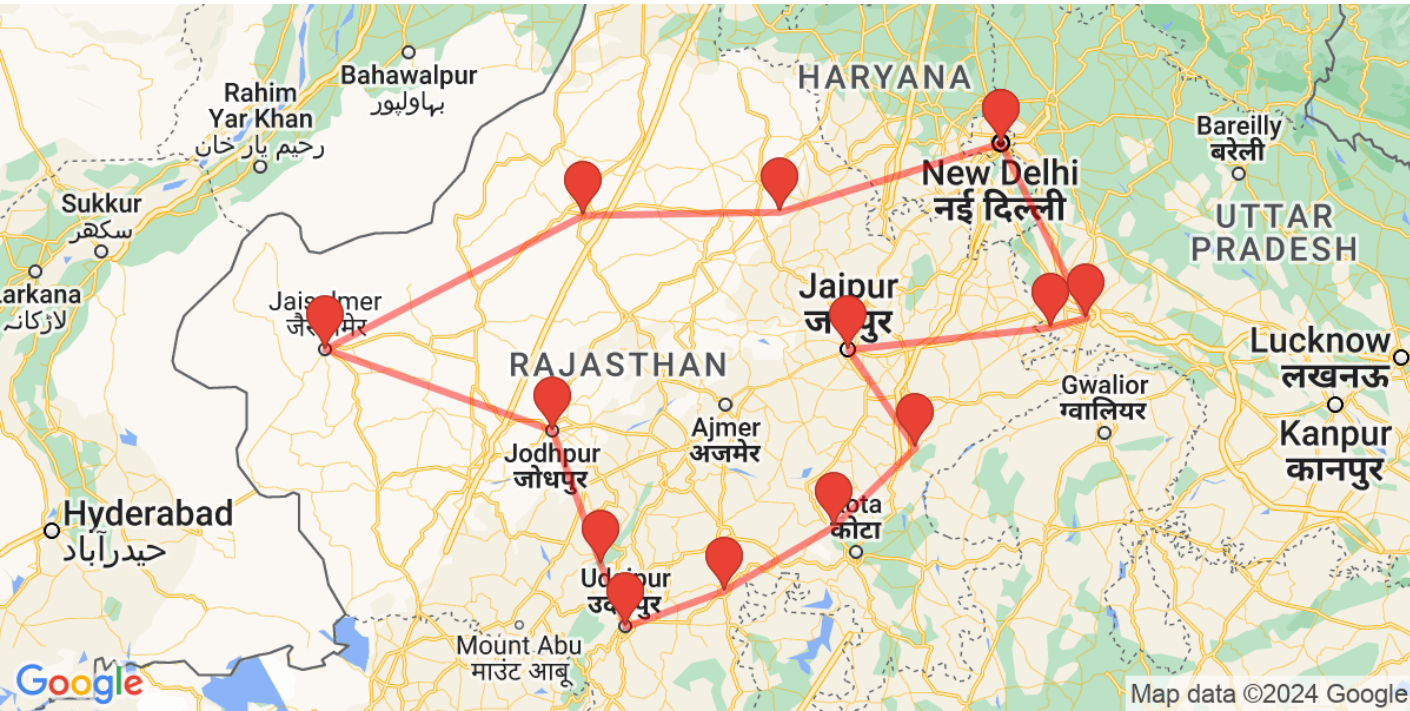 Bahawalpur
بہاولپور
Rahim
Yar Khan
رحیم یار خان
Sukkur
سکھر
Larkana
لاڑکانہ
Hyderabad
حیدرآباد
HARYANA
New Delhi
नई दिल्ली
Bareilly
बरेली
UTTAR
PRADESH
Jaipur
Jaisalmer
RAJASTHAN
Lucknow
लखनऊ
Kanpur
कानपुर
Gwalior
ग्वालियर
Ajmer
अजमेर
Jodhpur
जोधपुर
कोटा
Mount Abu
माउंट आबू
Google
Map data ©2024 Google